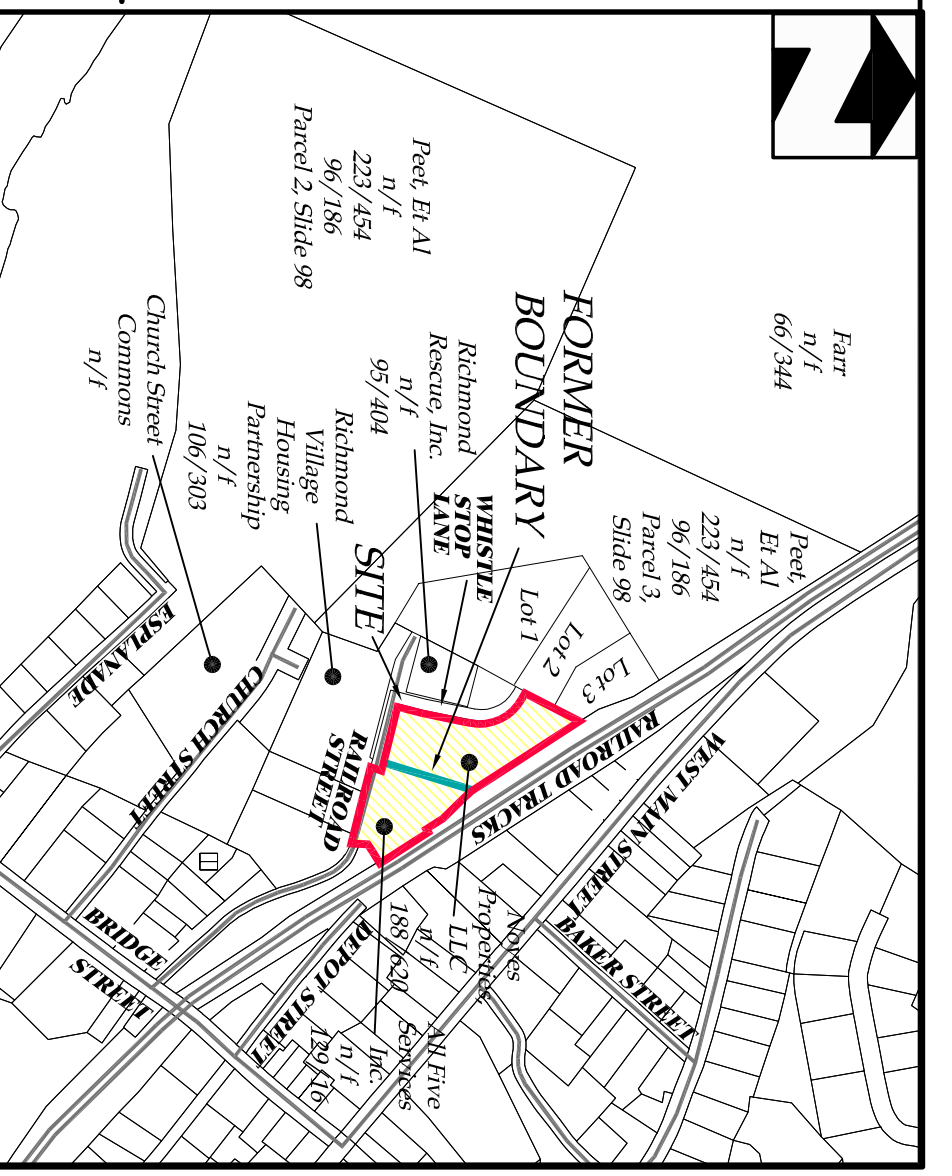 Farr
n/f
66/344
Peet, Et Al
n/f
223/454
96/186
Parcel 2, Slide 98
FORMER
BOUNDARY
Peet,
Et Al
n/f
223/454
96/186
Parcel 3,
Slide 98
Richmond
Rescue, Inc.
n/f
95/404
Church Street
Commons
n/f
Richmond
Village
Housing
Partnership
n/f
106/303
WHISTLE
STOP
LANE
SITE
Lot 1
Lot 2
Lot 3
RAILROAD TRACKS
WEST MAIN STREET
BAKER STREET
RAILROAD
STREET
ESPLANADE
CHURCH STREET
BRIDGE
STREET
DEPOT STREET
Noyes
Properties
LLC
n/f
188/620
All Five
Services
Inc.
n/f
129/16
N